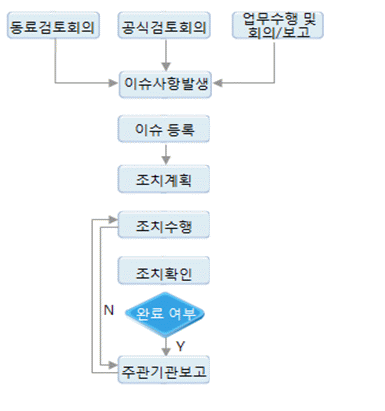 동료검토회의
공식검토회의
업무수행 및
회의/보고
이슈사항발생
이슈 등록
조치계획
조치수행
조치확인
완료 여부
N
Y
주관기관보고